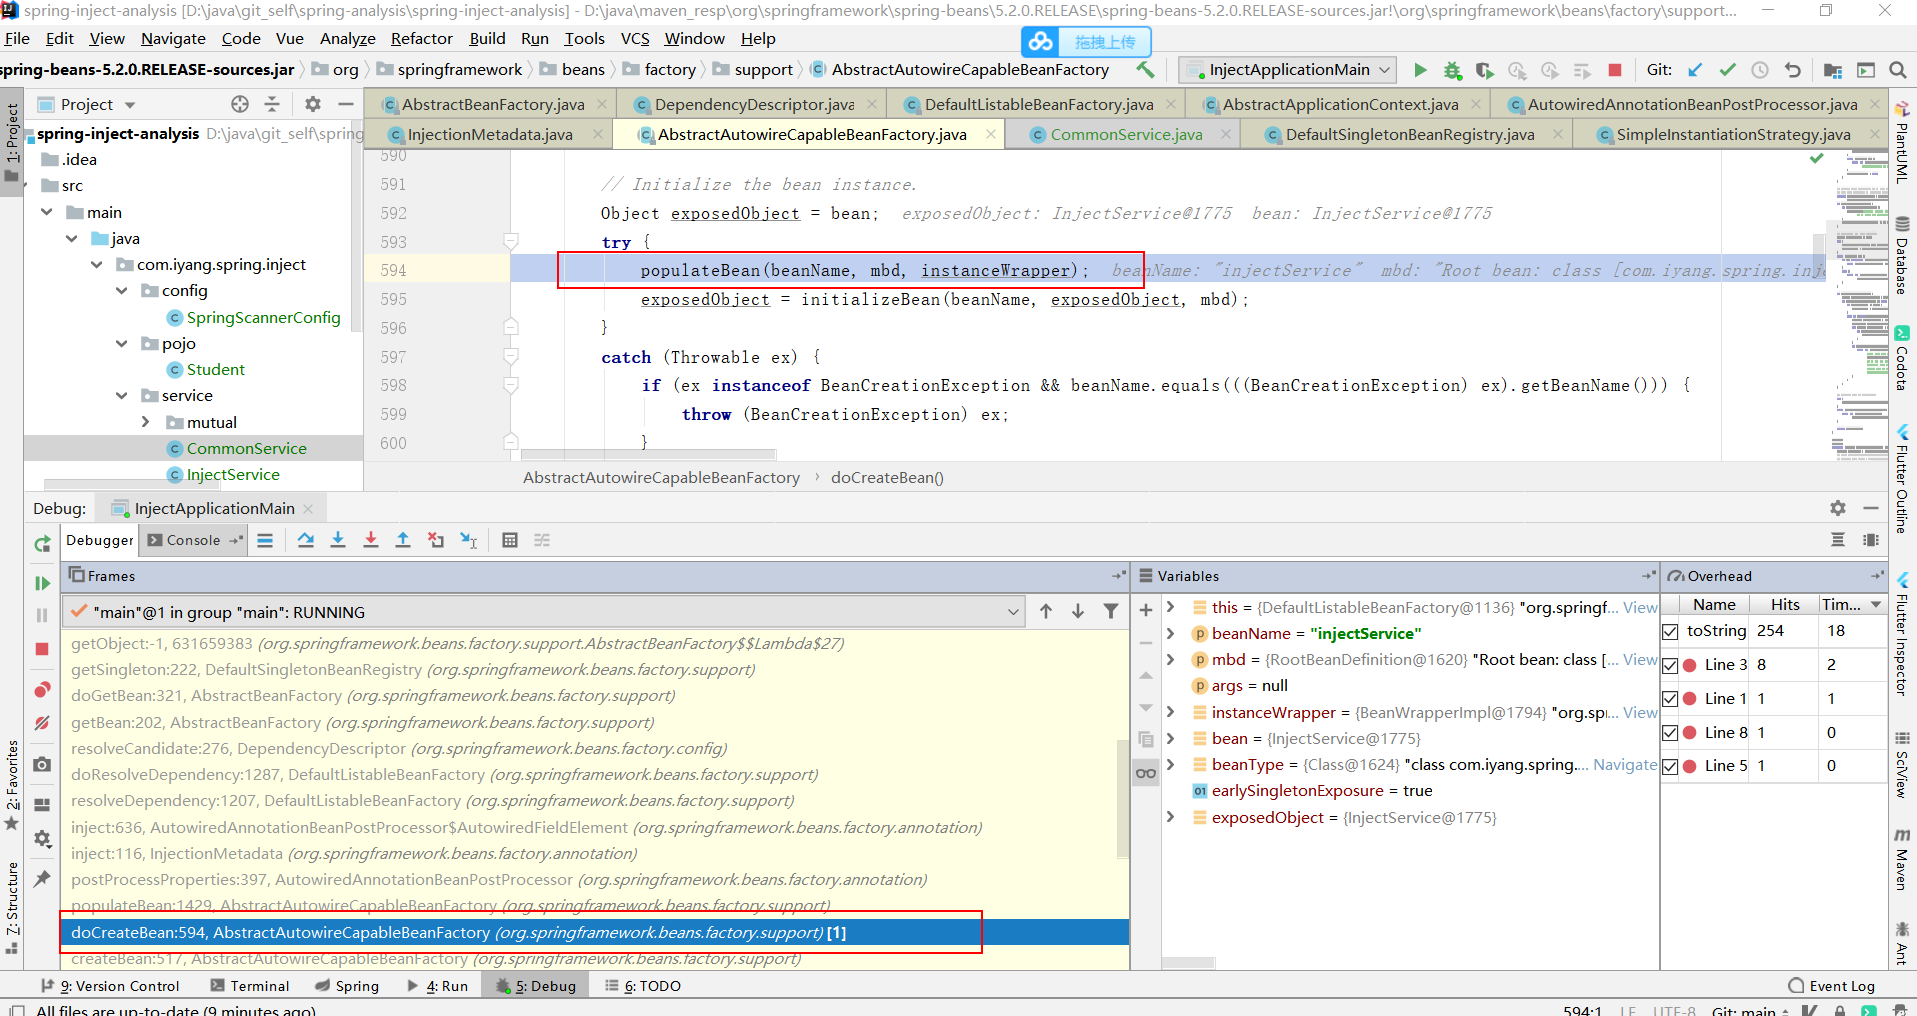 spring-inject-analysis [D:\java\git_self\spring-analysis\spring-inject-analysis] - D:\java\maven_resp\org\springframework\spring-beans\5.2.0.RELEASE\spring-beans-5.2.0.RELEASE-sources.jar!\org\springframework\beans\factory\support...
File Edit View Navigate Code Vue Analyze Refactor Build Run Tools VCS Window Help
拖拽上传
spring-beans-5.2.0.RELEASE-sources.jar org springframework beans factory support AbstractAutowireCapableBeanFactory InjectApplicationMain Git:
Project
AbstractBeanFactory.java DependencyDescriptor.java DefaultListableBeanFactory.java AbstractApplicationContext.java AutowiredAnnotationBeanPostProcessor.java
InjectionMetadata.java AbstractAutowireCapableBeanFactory.java CommonService.java DefaultSingletonBeanRegistry.java SimpleInstantiationStrategy.java
1: Project
spring-inject-analysis D:\java\git_self\spring
.idea
src
main
java
com.iyang.spring.inject
config
SpringScannerConfig
pojo
Student
service
mutual
CommonService
InjectService
590
591 // Initialize the bean instance.
592 Object exposedObject = bean; exposedObject: InjectService@1775 bean: InjectService@1775
593 try {
594 populateBean(beanName, mbd, instanceWrapper); beanName: "injectService" mbd: "Root bean: class [com.iyang.spring.inj
595 exposedObject = initializeBean(beanName, exposedObject, mbd);
596 }
597 catch (Throwable ex) {
598 if (ex instanceof BeanCreationException && beanName.equals(((BeanCreationException) ex).getBeanName())) {
599 throw (BeanCreationException) ex;
600 }
AbstractAutowireCapableBeanFactory doCreateBean()
PlantUML
Database
Codota
Flutter Outline
Flutter Inspector
SciView
Maven
Ant
Debug: InjectApplicationMain
Debugger Console
Frames
"main"@1 in group "main": RUNNING
getObject:-1, 631659383 (org.springframework.beans.factory.support.AbstractBeanFactory$$Lambda$27)
getSingleton:222, DefaultSingletonBeanRegistry (org.springframework.beans.factory.support)
doGetBean:321, AbstractBeanFactory (org.springframework.beans.factory.support)
getBean:202, AbstractBeanFactory (org.springframework.beans.factory.support)
resolveCandidate:276, DependencyDescriptor (org.springframework.beans.factory.config)
doResolveDependency:1287, DefaultListableBeanFactory (org.springframework.beans.factory.support)
resolveDependency:1207, DefaultListableBeanFactory (org.springframework.beans.factory.support)
inject:636, AutowiredAnnotationBeanPostProcessor$AutowiredFieldElement (org.springframework.beans.factory.annotation)
inject:116, InjectionMetadata (org.springframework.beans.factory.annotation)
postProcessProperties:397, AutowiredAnnotationBeanPostProcessor (org.springframework.beans.factory.annotation)
populateBean:1429, AbstractAutowireCapableBeanFactory (org.springframework.beans.factory.support)
doCreateBean:594, AbstractAutowireCapableBeanFactory (org.springframework.beans.factory.support) [1]
createBean:517, AbstractAutowireCapableBeanFactory (org.springframework.beans.factory.support)
Variables
this = {DefaultListableBeanFactory@1136} "org.springf... View
beanName = "injectService"
mbd = {RootBeanDefinition@1620} "Root bean: class [... View
args = null
instanceWrapper = {BeanWrapperImpl@1794} "org.spr... View
bean = {InjectService@1775}
beanType = {Class@1624} "class com.iyang.spring.... Navigate
earlySingletonExposure = true
exposedObject = {InjectService@1775}
Overhead
Name Hits Tim...
toString 254 18
Line 3 8 2
Line 1 1 1
Line 8 1 0
Line 5 1 0
2: Favorites
7: Structure
9: Version Control Terminal Spring 4: Run 5: Debug 6: TODO Event Log
All files are up-to-date (9 minutes ago) 594:1 LF UTF-8 Git: main